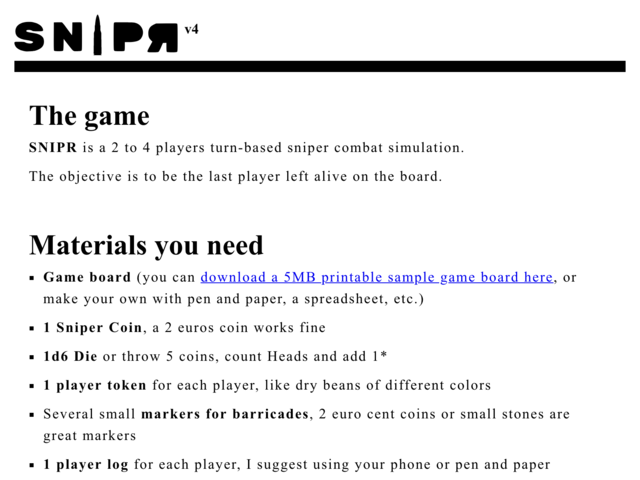 SNIPR v4
The game
SNIPR is a 2 to 4 players turn-based sniper combat simulation.
The objective is to be the last player left alive on the board.
Materials you need
▪ Game board (you can download a 5MB printable sample game board here, or
make your own with pen and paper, a spreadsheet, etc.)
▪ 1 Sniper Coin, a 2 euros coin works fine
▪ 1d6 Die or throw 5 coins, count Heads and add 1*
▪ 1 player token for each player, like dry beans of different colors
▪ Several small markers for barricades, 2 euro cent coins or small stones are
great markers
▪ 1 player log for each player, I suggest using your phone or pen and paper